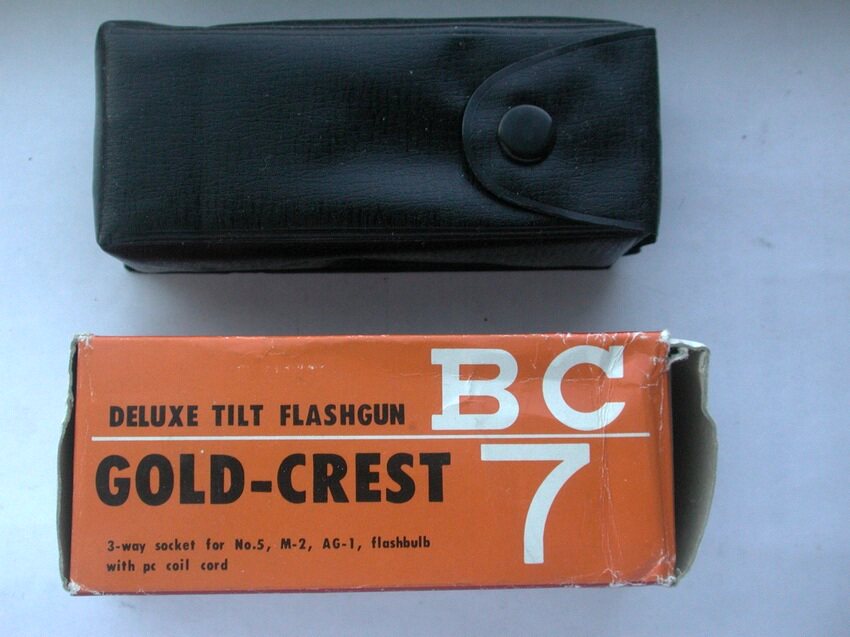 DELUXE TILT FLASHGUN BC
GOLD-CREST 7
3-way socket for No.5, M-2, AG-1, flashbulb
with pc coil cord